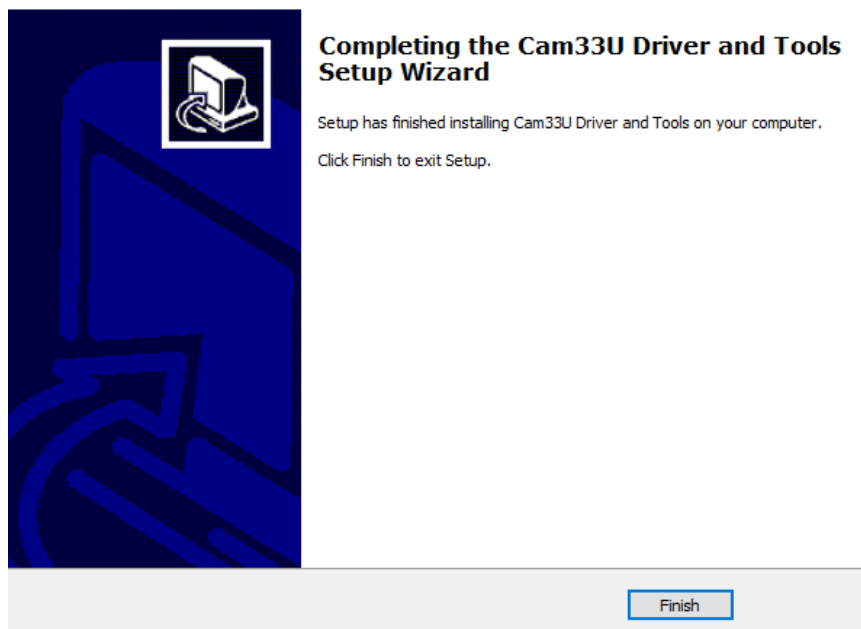 Completing the Cam33U Driver and Tools
Setup Wizard
Setup has finished installing Cam33U Driver and Tools on your computer.
Click Finish to exit Setup.
Finish